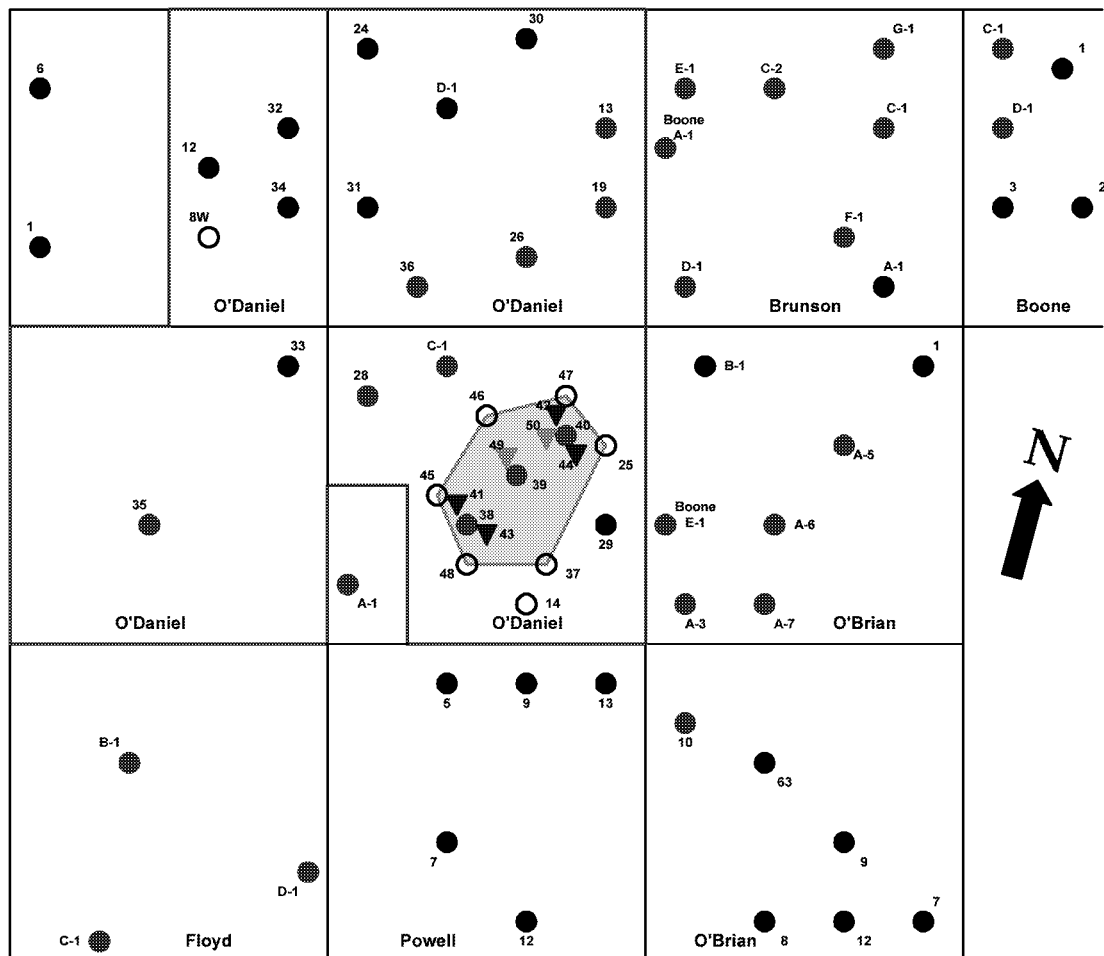 6
1
32
12
34
8W
O'Daniel
24
30
D-1
13
31
19
26
36
O'Daniel
G-1
E-1
C-2
C-1
Boone
A-1
F-1
D-1
A-1
Brunson
C-1
1
D-1
3
2
Boone
33
35
O'Daniel
C-1
28
47
46
42
50
40
49
44
25
39
45
41
38
43
29
48
37
A-1
14
O'Daniel
B-1
1
A-5
Boone
E-1
A-6
A-3
A-7
O'Brian
N
B-1
D-1
C-1
Floyd
5
9
13
7
12
Powell
10
63
9
7
8
12
O'Brian